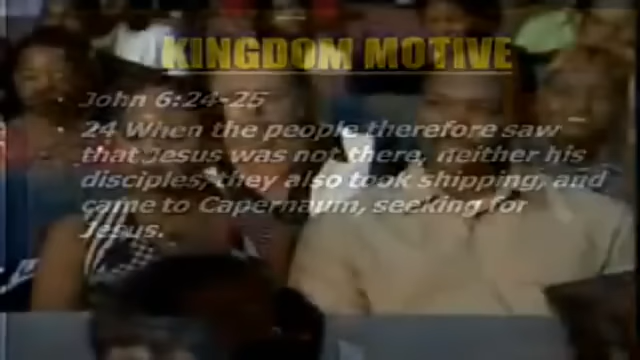 KINGDOM MOTIVE
• John 6:24-25
• 24 When the people therefore saw
that Jesus was not there, neither his
disciples, they also took shipping, and
came to Capernaum, seeking for
Jesus.